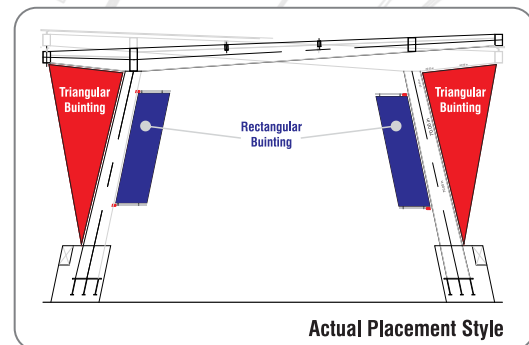 Triangular
Buinting
Triangular
Buinting
Rectangular
Buinting
Actual Placement Style